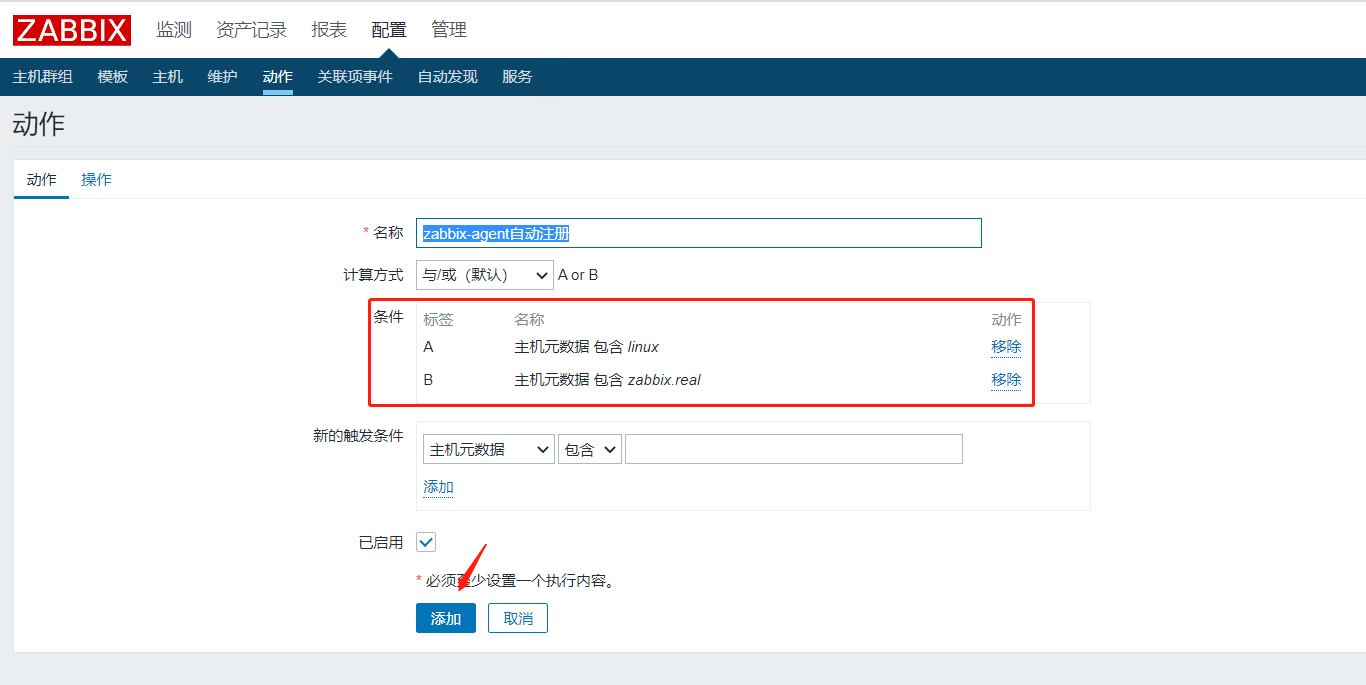 ZABBIX 监测 资产记录 报表 配置 管理
主机群组 模板 主机 维护 动作 关联项事件 自动发现 服务
动作
动作 操作
* 名称 zabbix-agent自动注册
计算方式 与/或（默认） A or B
条件 标签 名称 动作
A 主机元数据 包含 linux 移除
B 主机元数据 包含 zabbix.real 移除
新的触发条件 主机元数据 包含
添加
已启用
* 必须至少设置一个执行内容。
添加 取消